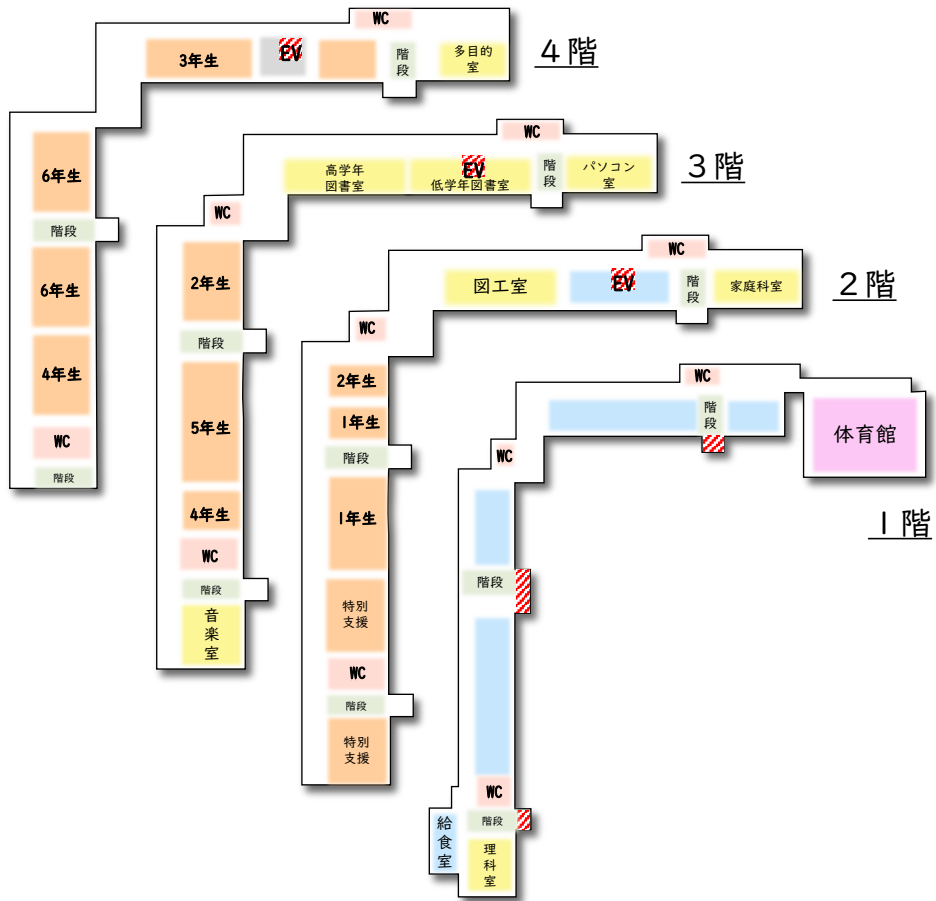 WC
3年生
EV
階
段
多目的
室
4階
6年生
階段
6年生
4年生
WC
階段
WC
高学年
図書室
EV
低学年図書室
階
段
パソコン
室
3階
WC
2年生
階段
5年生
4年生
WC
階段
音
楽
室
WC
図工室
EV
階
段
家庭科室
2階
WC
2年生
1年生
階段
1年生
特別
支援
WC
階段
特別
支援
WC
階
段
体育館
1階
WC
階段
WC
階段
給
食
室
理
科
室